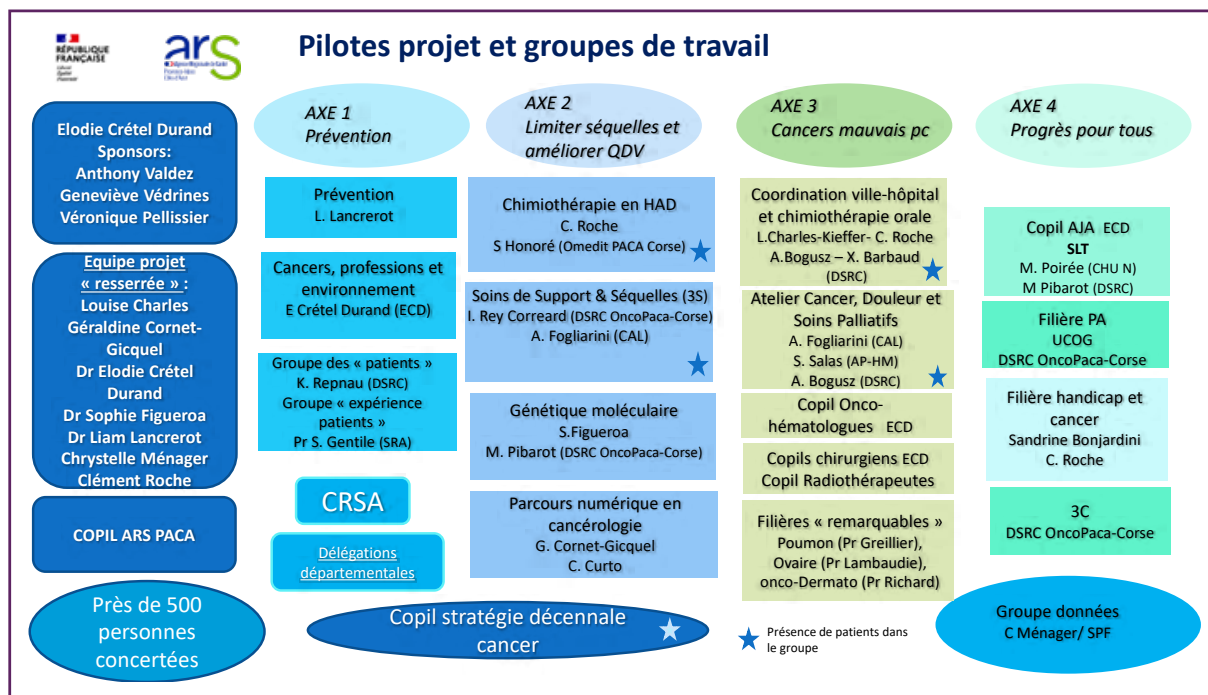 RÉPUBLIQUE
FRANÇAISE
Liberté
Égalité
Fraternité
ars
Agence Régionale de Santé
Provence-Alpes
Côte d'Azur
Pilotes projet et groupes de travail
Elodie Crétel Durand
Sponsors:
Anthony Valdez
Geneviève Védrines
Véronique Pellissier
Equipe projet
« resserrée » :
Louise Charles
Géraldine Cornet-
Gicquel
Dr Elodie Crétel
Durand
Dr Sophie Figueroa
Dr Liam Lancrerot
Chrystelle Ménager
Clément Roche
COPIL ARS PACA
Près de 500
personnes
concertées
AXE 1
Prévention
Prévention
L. Lancrerot
Cancers, professions et
environnement
E Crétel Durand (ECD)
Groupe des « patients »
K. Repnau (DSRC)
Groupe « expérience
patients »
Pr S. Gentile (SRA)
CRSA
Délégations
départementales
AXE 2
Limiter séquelles et
améliorer QDV
Chimiothérapie en HAD
C. Roche
S Honoré (Omedit PACA Corse)
Soins de Support & Séquelles (3S)
I. Rey Correard (DSRC OncoPaca-Corse)
A. Fogliarini (CAL)
Génétique moléculaire
S.Figueroa
M. Pibarot (DSRC OncoPaca-Corse)
Parcours numérique en
cancérologie
G. Cornet-Gicquel
C. Curto
Copil stratégie décennale
cancer
AXE 3
Cancers mauvais pc
Coordination ville-hôpital
et chimiothérapie orale
L.Charles-Kieffer- C. Roche
A.Bogusz – X. Barbaud
(DSRC)
Atelier Cancer, Douleur et
Soins Palliatifs
A. Fogliarini (CAL)
S. Salas (AP-HM)
A. Bogusz (DSRC)
Copil Onco-
hématologues ECD
Copils chirurgiens ECD
Copil Radiothérapeutes
Filières « remarquables »
Poumon (Pr Greillier),
Ovaire (Pr Lambaudie),
onco-Dermato (Pr Richard)
Présence de patients dans
le groupe
AXE 4
Progrès pour tous
Copil AJA ECD
SLT
M. Poirée (CHU N)
M Pibarot (DSRC)
Filière PA
UCOG
DSRC OncoPaca-Corse
Filière handicap et
cancer
Sandrine Bonjardini
C. Roche
3C
DSRC OncoPaca-Corse
Groupe données
C Ménager/ SPF